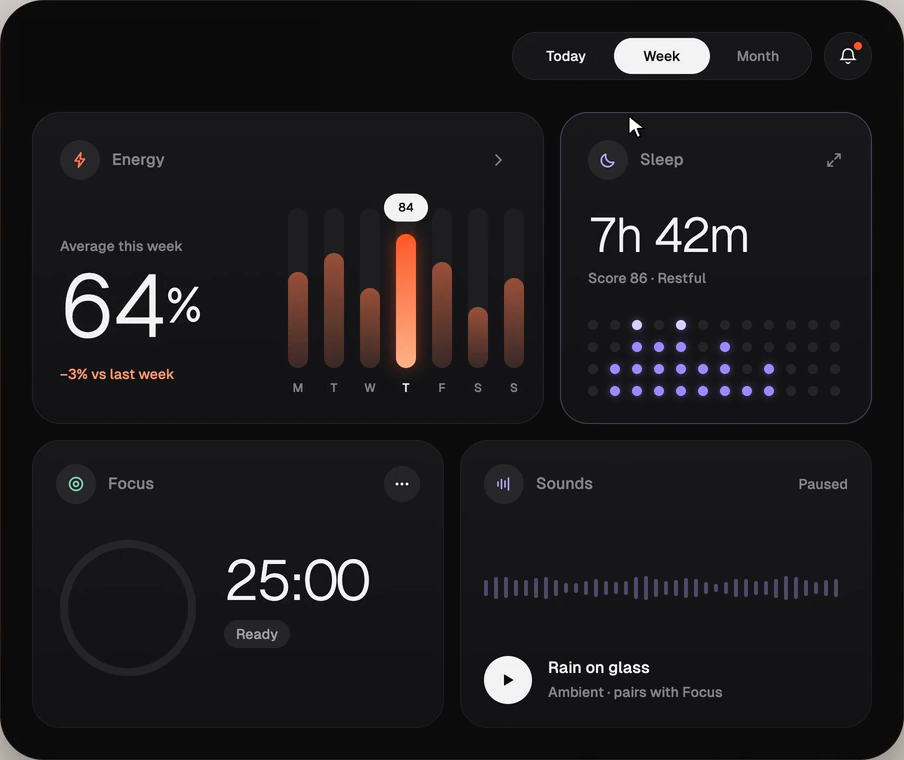 Today Week Month
Energy
Sleep
84
Average this week
64%
–3% vs last week
M T W T F S S
7h 42m
Score 86 · Restful
Focus
25:00
Ready
Sounds
Paused
Rain on glass
Ambient · pairs with Focus